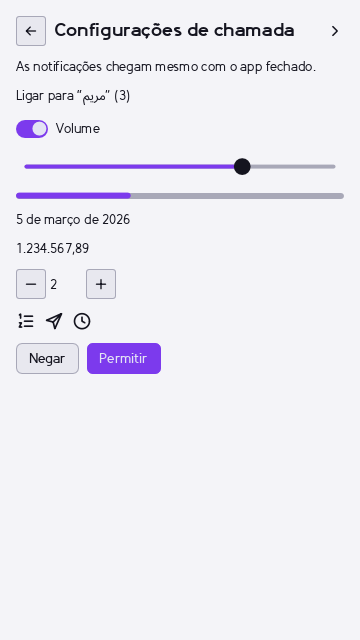 Configurações de chamada
As notificações chegam mesmo com o app fechado.
Ligar para "مريم" (3)
Volume
5 de março de 2026
1.234.567,89
2
Negar
Permitir